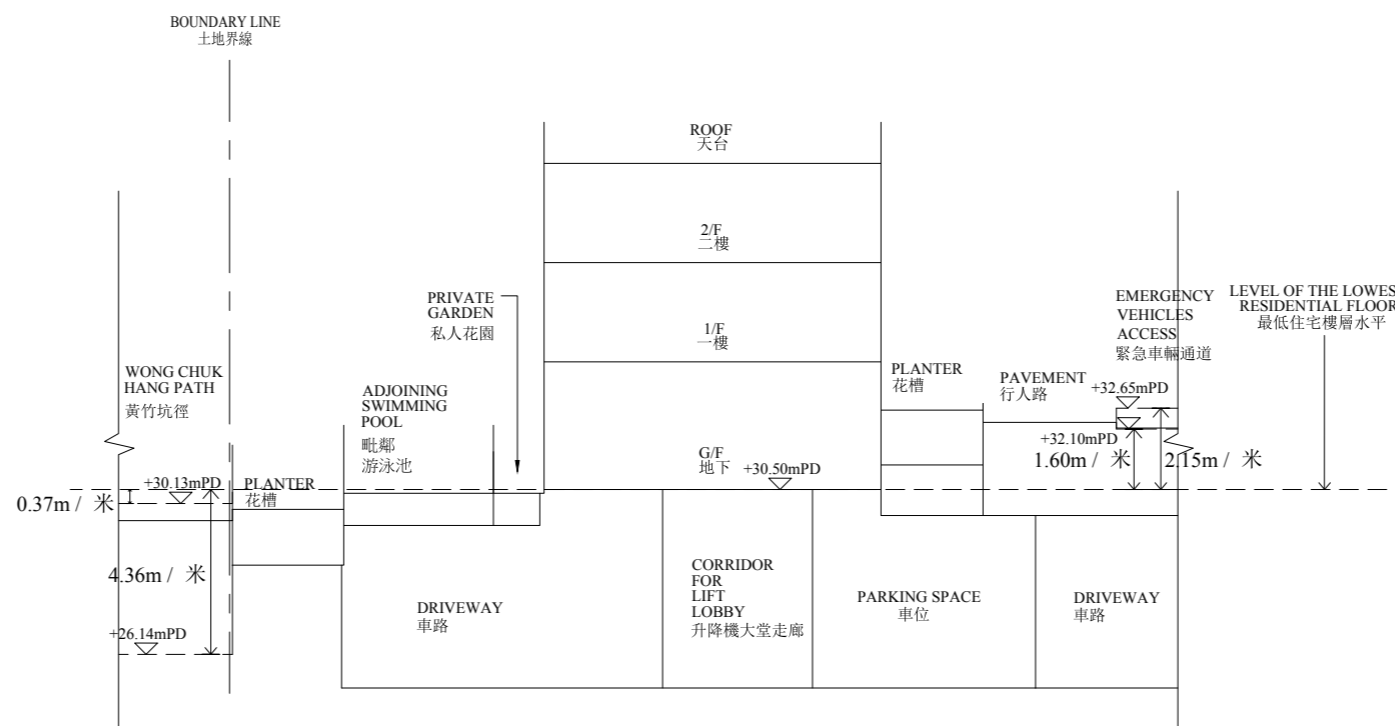 BOUNDARY LINE
土地界線
ROOF
天台
2/F
二樓
1/F
一樓
G/F
地下
+30.50mPD
PRIVATE
GARDEN
私人花園
WONG CHUK
HANG PATH
黃竹坑徑
ADJOINING
SWIMMING
POOL
毗鄰
游泳池
PLANTER
花槽
+30.13mPD
0.37m / 米
4.36m / 米
+26.14mPD
PLANTER
花槽
PAVEMENT
行人路
EMERGENCY
VEHICLES
ACCESS
緊急車輛通道
+32.65mPD
+32.10mPD
1.60m / 米
2.15m / 米
LEVEL OF THE LOWES
RESIDENTIAL FLOOR
最低住宅樓層水平
DRIVEWAY
車路
CORRIDOR
FOR
LIFT
LOBBY
升降機大堂走廊
PARKING SPACE
車位
DRIVEWAY
車路